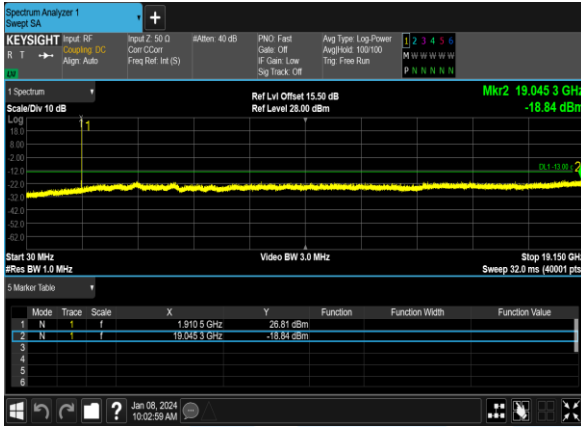 Spectrum Analyzer 1
Swept SA
+
KEYSIGHT Input: RF Input Z: 50 Ω #Atten: 40 dB PNO: Fast Avg Type: Log-Power 1 2 3 4 5 6
R T Coupling: DC Corr CCorr Gate: Off Avg|Hold: 100/100 M W W W W W
Align: Auto Freq Ref: Int (S) IF Gain: Low Trig: Free Run
LV Sig Track: Off P N N N N N
1 Spectrum Ref Lvl Offset 15.50 dB Mkr2 19.045 3 GHz
Scale/Div 10 dB Ref Level 28.00 dBm -18.84 dBm
Log
1
18.0
8.00
-2.00
DL1 -13.00 2
-12.0
-22.0
-32.0
-42.0
-52.0
-62.0
Start 30 MHz Video BW 3.0 MHz Stop 19.150 GHz
#Res BW 1.0 MHz Sweep 32.0 ms (40001 pts
5 Marker Table
Mode Trace Scale X Y Function Function Width Function Value
1 N 1 f 1.910 5 GHz 26.81 dBm
2 N 1 f 19.045 3 GHz -18.84 dBm
3
4
5
6
? Jan 08, 2024
10:02:59 AM